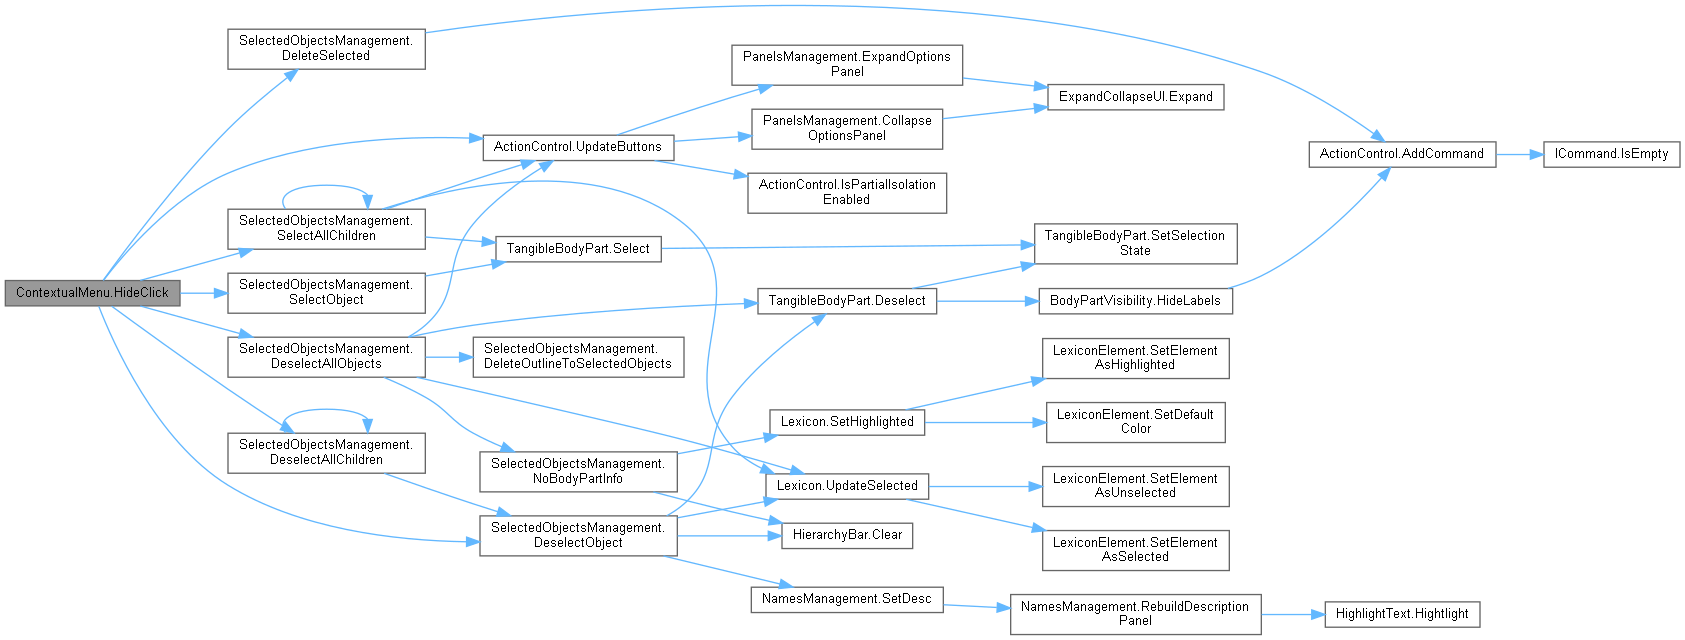 SelectedObjectsManagement.
DeleteSelected
PanelsManagement.ExpandOptions
Panel
ExpandCollapseUI.Expand
PanelsManagement.Collapse
OptionsPanel
ActionControl.UpdateButtons
ActionControl.AddCommand
ICommand.IsEmpty
ActionControl.IsPartialIsolation
Enabled
SelectedObjectsManagement.
SelectAllChildren
TangibleBodyPart.Select
TangibleBodyPart.SetSelection
State
ContextualMenu.HideClick
SelectedObjectsManagement.
SelectObject
TangibleBodyPart.Deselect
BodyPartVisibility.HideLabels
SelectedObjectsManagement.
DeselectAllObjects
SelectedObjectsManagement.
DeleteOutlineToSelectedObjects
LexiconElement.SetElement
AsHighlighted
Lexicon.SetHighlighted
LexiconElement.SetDefault
Color
SelectedObjectsManagement.
DeselectAllChildren
SelectedObjectsManagement.
NoBodyPartInfo
Lexicon.UpdateSelected
LexiconElement.SetElement
AsUnselected
SelectedObjectsManagement.
DeselectObject
HierarchyBar.Clear
LexiconElement.SetElement
AsSelected
NamesManagement.SetDesc
NamesManagement.RebuildDescription
Panel
HighlightText.Hightlight